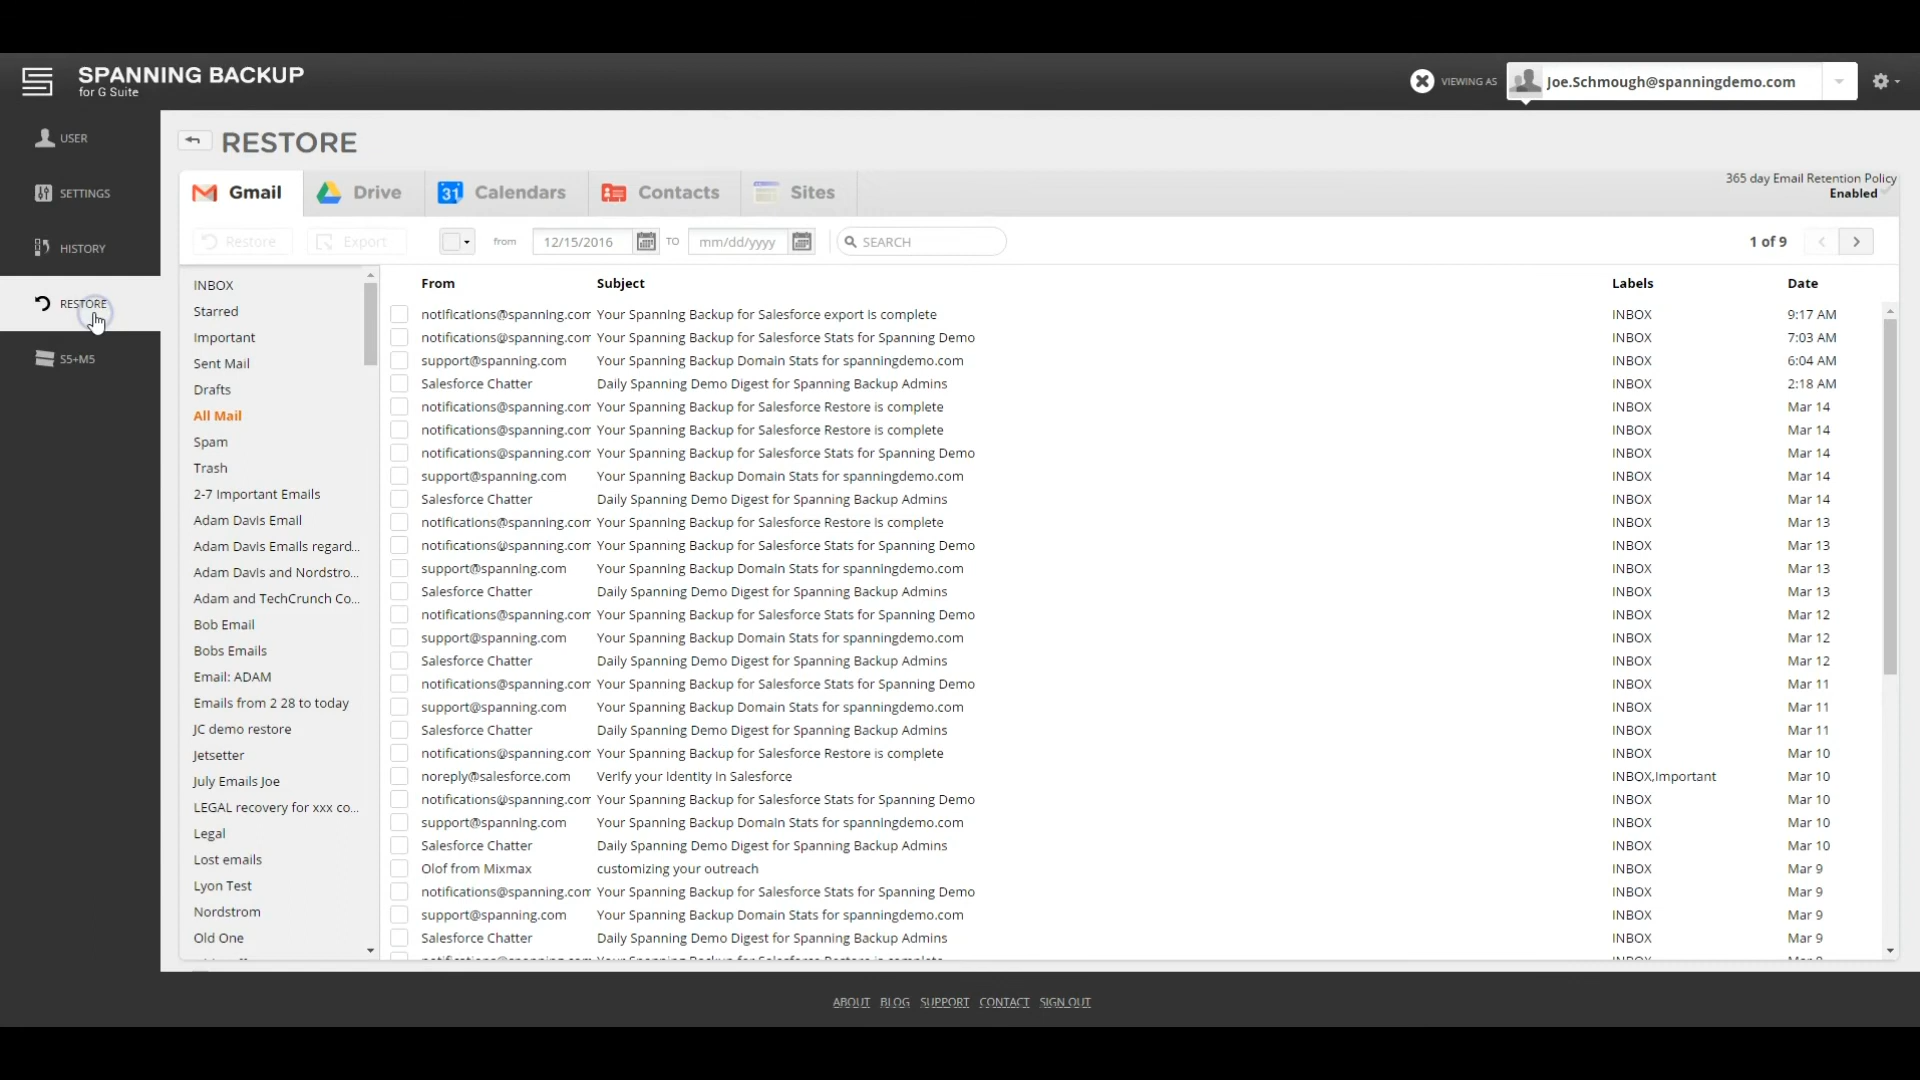 SPANNING BACKUP
for G Suite
VIEWING AS
Joe.Schmough@spanningdemo.com
USER
SETTINGS
HISTORY
RESTORE
S5+M5
RESTORE
Gmail
Drive
31 Calendars
Contacts
Sites
365 day Email Retention Policy
Enabled
Restore Export from 12/15/2016 TO mm/dd/yyyy SEARCH 1 of 9
INBOX
Starred
Important
Sent Mail
Drafts
All Mail
Spam
Trash
2-7 Important Emails
Adam Davis Email
Adam Davis Emails regard...
Adam Davis and Nordstro...
Adam and TechCrunch Co...
Bob Email
Bobs Emails
Email: ADAM
Emails from 2 28 to today
JC demo restore
Jetsetter
July Emails Joe
LEGAL recovery for xxx co...
Legal
Lost emails
Lyon Test
Nordstrom
Old One
From Subject Labels Date
notifications@spanning.com Your Spanning Backup for Salesforce export is complete INBOX 9:17 AM
notifications@spanning.com Your Spanning Backup for Salesforce Stats for Spanning Demo INBOX 7:03 AM
support@spanning.com Your Spanning Backup Domain Stats for spanningdemo.com INBOX 6:04 AM
Salesforce Chatter Daily Spanning Demo Digest for Spanning Backup Admins INBOX 2:18 AM
notifications@spanning.com Your Spanning Backup for Salesforce Restore is complete INBOX Mar 14
notifications@spanning.com Your Spanning Backup for Salesforce Restore is complete INBOX Mar 14
notifications@spanning.com Your Spanning Backup for Salesforce Stats for Spanning Demo INBOX Mar 14
support@spanning.com Your Spanning Backup Domain Stats for spanningdemo.com INBOX Mar 14
Salesforce Chatter Daily Spanning Demo Digest for Spanning Backup Admins INBOX Mar 14
notifications@spanning.com Your Spanning Backup for Salesforce Restore is complete INBOX Mar 13
notifications@spanning.com Your Spanning Backup for Salesforce Stats for Spanning Demo INBOX Mar 13
support@spanning.com Your Spanning Backup Domain Stats for spanningdemo.com INBOX Mar 13
Salesforce Chatter Daily Spanning Demo Digest for Spanning Backup Admins INBOX Mar 13
notifications@spanning.com Your Spanning Backup for Salesforce Stats for Spanning Demo INBOX Mar 12
support@spanning.com Your Spanning Backup Domain Stats for spanningdemo.com INBOX Mar 12
Salesforce Chatter Daily Spanning Demo Digest for Spanning Backup Admins INBOX Mar 12
notifications@spanning.com Your Spanning Backup for Salesforce Stats for Spanning Demo INBOX Mar 11
support@spanning.com Your Spanning Backup Domain Stats for spanningdemo.com INBOX Mar 11
Salesforce Chatter Daily Spanning Demo Digest for Spanning Backup Admins INBOX Mar 11
notifications@spanning.com Your Spanning Backup for Salesforce Restore is complete INBOX Mar 10
noreply@salesforce.com Verify your identity in Salesforce INBOX,Important Mar 10
notifications@spanning.com Your Spanning Backup for Salesforce Stats for Spanning Demo INBOX Mar 10
support@spanning.com Your Spanning Backup Domain Stats for spanningdemo.com INBOX Mar 10
Salesforce Chatter Daily Spanning Demo Digest for Spanning Backup Admins INBOX Mar 10
Olof from Mixmax customizing your outreach INBOX Mar 9
notifications@spanning.com Your Spanning Backup for Salesforce Stats for Spanning Demo INBOX Mar 9
support@spanning.com Your Spanning Backup Domain Stats for spanningdemo.com INBOX Mar 9
Salesforce Chatter Daily Spanning Demo Digest for Spanning Backup Admins INBOX Mar 9
ABOUT BLOG SUPPORT CONTACT SIGN OUT